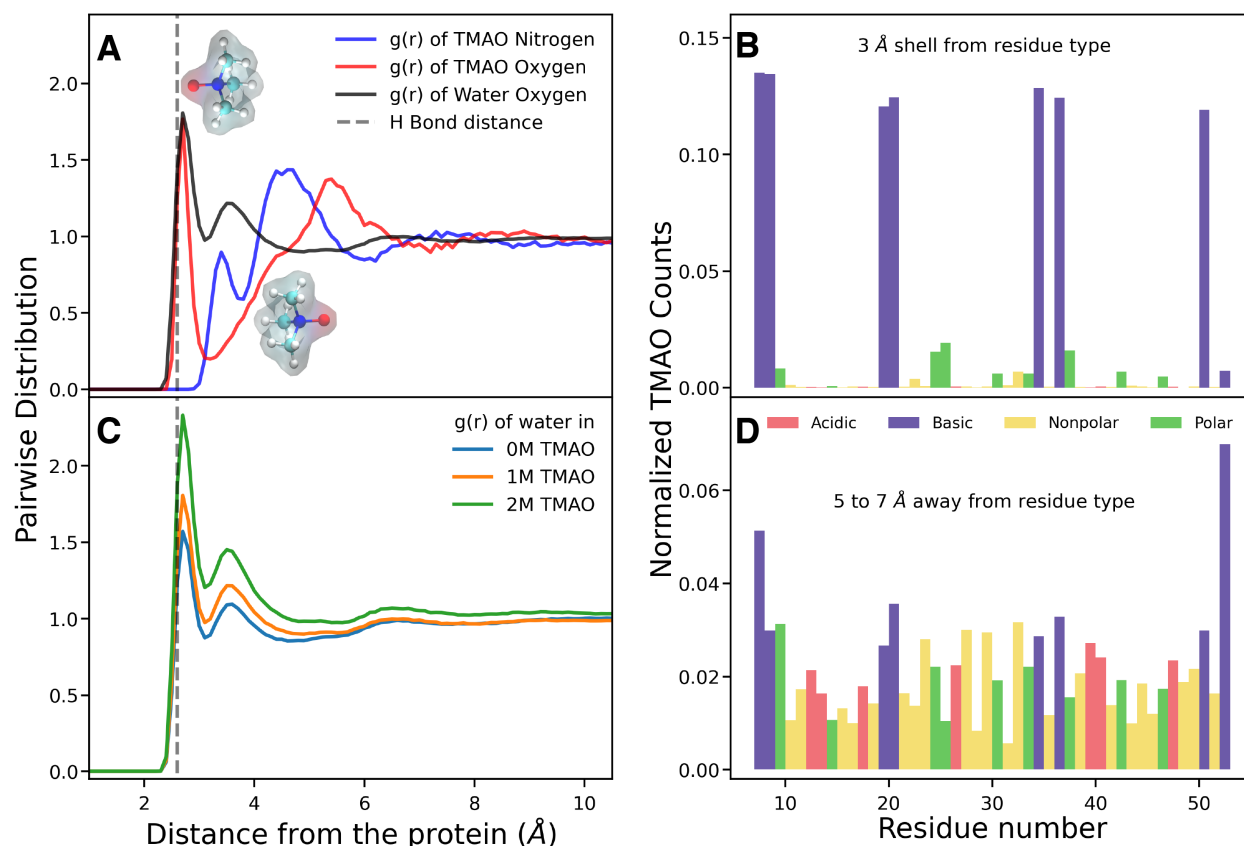 A
g(r) of TMAO Nitrogen
g(r) of TMAO Oxygen
g(r) of Water Oxygen
H Bond distance
2.0
1.5
1.0
0.5
0.0
C
g(r) of water in
0M TMAO
1M TMAO
2M TMAO
2.0
1.5
1.0
0.5
0.0
2 4 6 8 10
Distance from the protein (Å)
Pairwise Distribution
B
3 Å shell from residue type
0.15
0.10
0.05
0.00
D
Acidic Basic Nonpolar Polar
5 to 7 Å away from residue type
0.06
0.04
0.02
0.00
10 20 30 40 50
Residue number
Normalized TMAO Counts